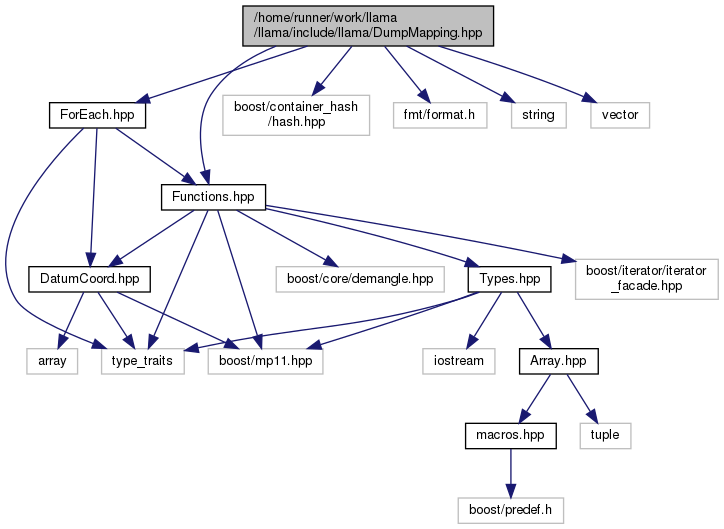 /home/runner/work/llama
/llama/include/llama/DumpMapping.hpp
ForEach.hpp
boost/container_hash
/hash.hpp
fmt/format.h
string
vector
Functions.hpp
DatumCoord.hpp
boost/core/demangle.hpp
Types.hpp
boost/iterator/iterator
_facade.hpp
array
type_traits
boost/mp11.hpp
iostream
Array.hpp
macros.hpp
tuple
boost/predef.h